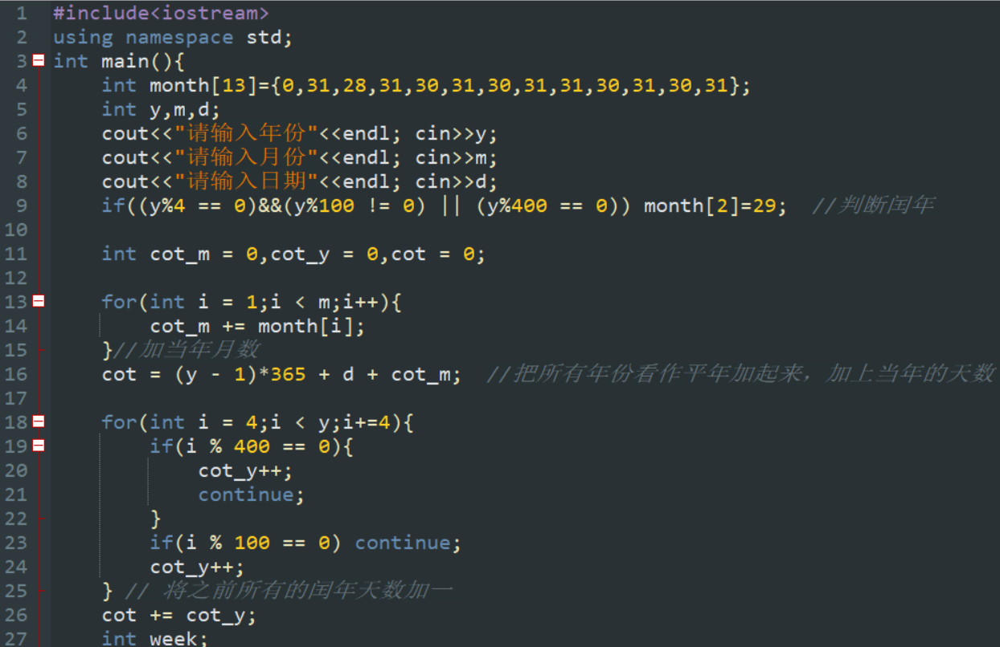 1 #include<iostream>
2 using namespace std;
3 int main(){
4 int month[13]={0,31,28,31,30,31,30,31,31,30,31,30,31};
5 int y,m,d;
6 cout<<"请输入年份"<<endl; cin>>y;
7 cout<<"请输入月份"<<endl; cin>>m;
8 cout<<"请输入日期"<<endl; cin>>d;
9 if((y%4 == 0)&&(y%100 != 0) || (y%400 == 0)) month[2]=29; //判断闰年
10
11 int cot_m = 0,cot_y = 0,cot = 0;
12
13 for(int i = 1;i < m;i++){
14 cot_m += month[i];
15 }//加当年月数
16 cot = (y - 1)*365 + d + cot_m; //把所有年份看作平年加起来，加上当年的天数
17
18 for(int i = 4;i < y;i+=4){
19 if(i % 400 == 0){
20 cot_y++;
21 continue;
22 }
23 if(i % 100 == 0) continue;
24 cot_y++;
25 } // 将之前所有的闰年天数加一
26 cot += cot_y;
27 int week;